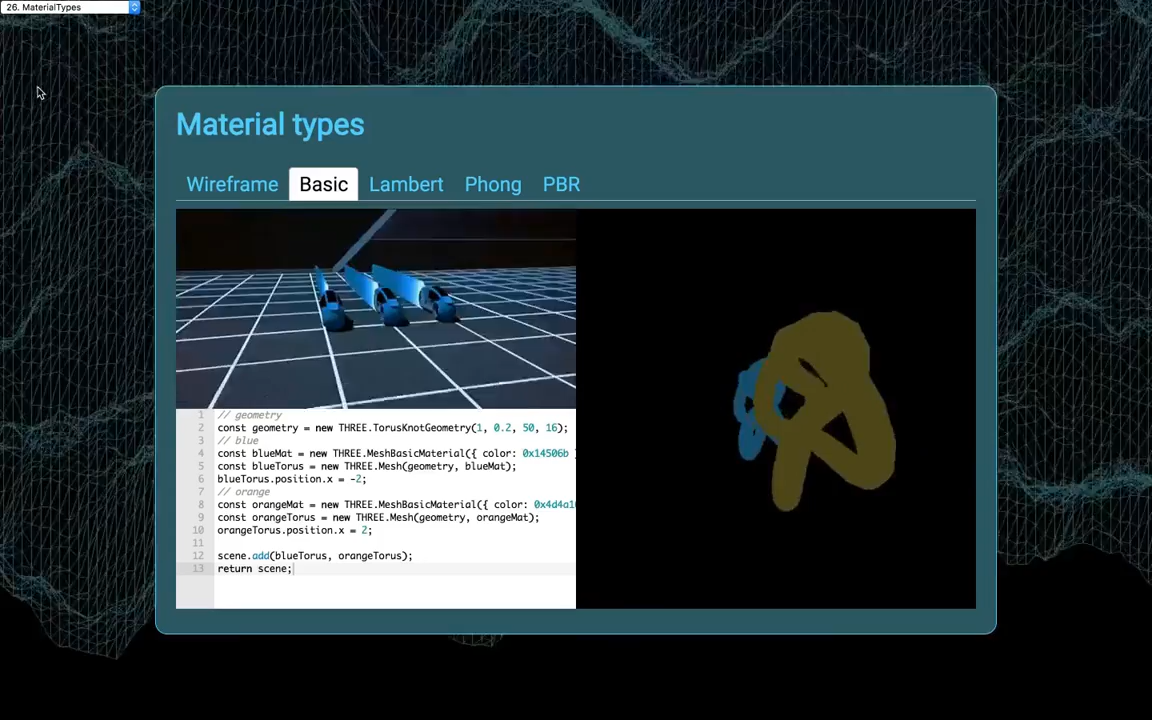 26. MaterialTypes
Material types
Wireframe Basic Lambert Phong PBR
1 // geometry
2 const geometry = new THREE.TorusKnotGeometry(1, 0.2, 50, 16);
3 // blue
4 const blueMat = new THREE.MeshBasicMaterial({ color: 0x14506b }
5 const blueTorus = new THREE.Mesh(geometry, blueMat);
6 blueTorus.position.x = -2;
7 // orange
8 const orangeMat = new THREE.MeshBasicMaterial({ color: 0x4d4a10
9 const orangeTorus = new THREE.Mesh(geometry, orangeMat);
10 orangeTorus.position.x = 2;
11
12 scene.add(blueTorus, orangeTorus);
13 return scene;